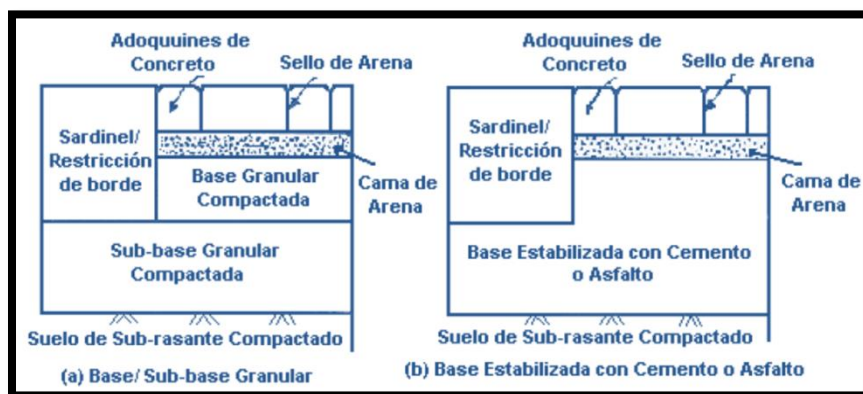 Adoquuines de
Concreto
Sello de Arena
Sardinel/
Restricción
de borde
Base Granular
Compactada
Cama de
Arena
Sub-base Granular
Compactada
Suelo de Sub-rasante Compactado
(a) Base/ Sub-base Granular
Adoquuines de
Concreto
Sello de Arena
Sardinel/
Restricción
de borde
Cama de
Arena
Base Estabilizada con Cemento
o Asfalto
Suelo de Sub-rasante Compactado
(b) Base Estabilizada con Cemento o Asfalto